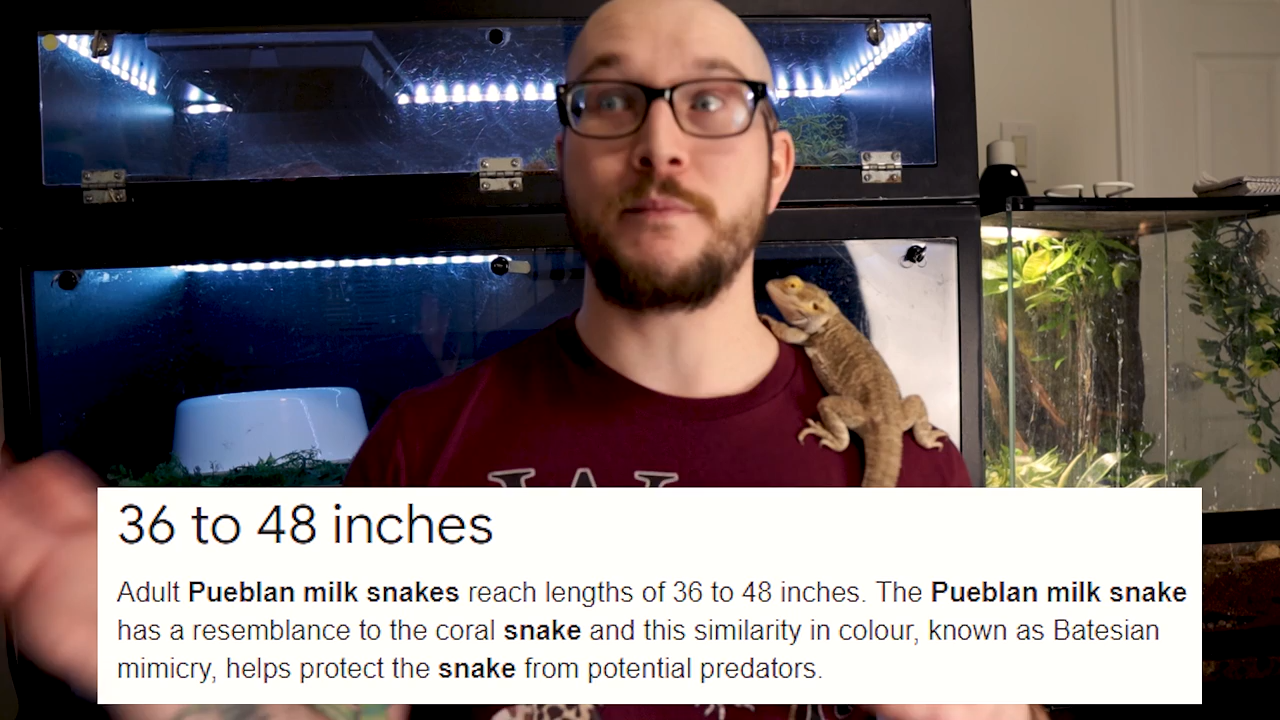 36 to 48 inches
Adult Pueblan milk snakes reach lengths of 36 to 48 inches. The Pueblan milk snake
has a resemblance to the coral snake and this similarity in colour, known as Batesian
mimicry, helps protect the snake from potential predators.